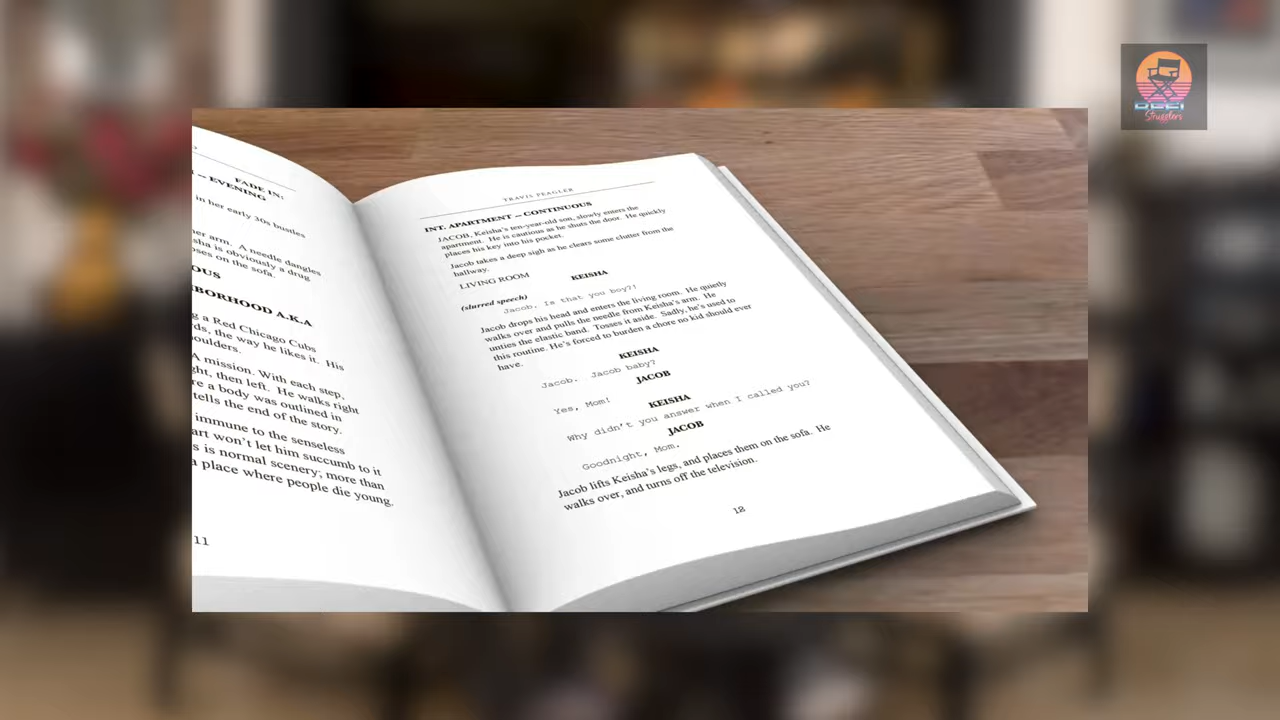 FADE IN:
– EVENING
in her early 30s bustles
her arm. A needle dangles
sha is obviously a drug
oses on the sofa.
OUS
BORHOOD A.K.A
g a Red Chicago Cubs
rds, the way he likes it. His
oulders.
A mission. With each step,
ght, then left. He walks right
re a body was outlined in
tells the end of the story.
immune to the senseless
art won't let him succumb to it
s is normal scenery; more than
a place where people die young.
11
TRAVIS PEAGLER
INT. APARTMENT – CONTINUOUS
JACOB, Keisha's ten-year-old son, slowly enters the
apartment. He is cautious as he shuts the door. He quickly
places his key into his pocket.
Jacob takes a deep sigh as he clears some clutter from the
hallway.
LIVING ROOM
KEISHA
(slurred speech)
Jacob. Is that you boy?!
Jacob drops his head and enters the living room. He quietly
walks over and pulls the needle from Keisha's arm. He
unties the elastic band. Tosses it aside. Sadly, he's used to
this routine. He's forced to burden a chore no kid should ever
have.
KEISHA
Jacob. Jacob baby?
JACOB
Yes, Mom!
KEISHA
Why didn't you answer when I called you?
JACOB
Goodnight, Mom.
Jacob lifts Keisha's legs, and places them on the sofa. He
walks over, and turns off the television.
12
REEL
Strugglers